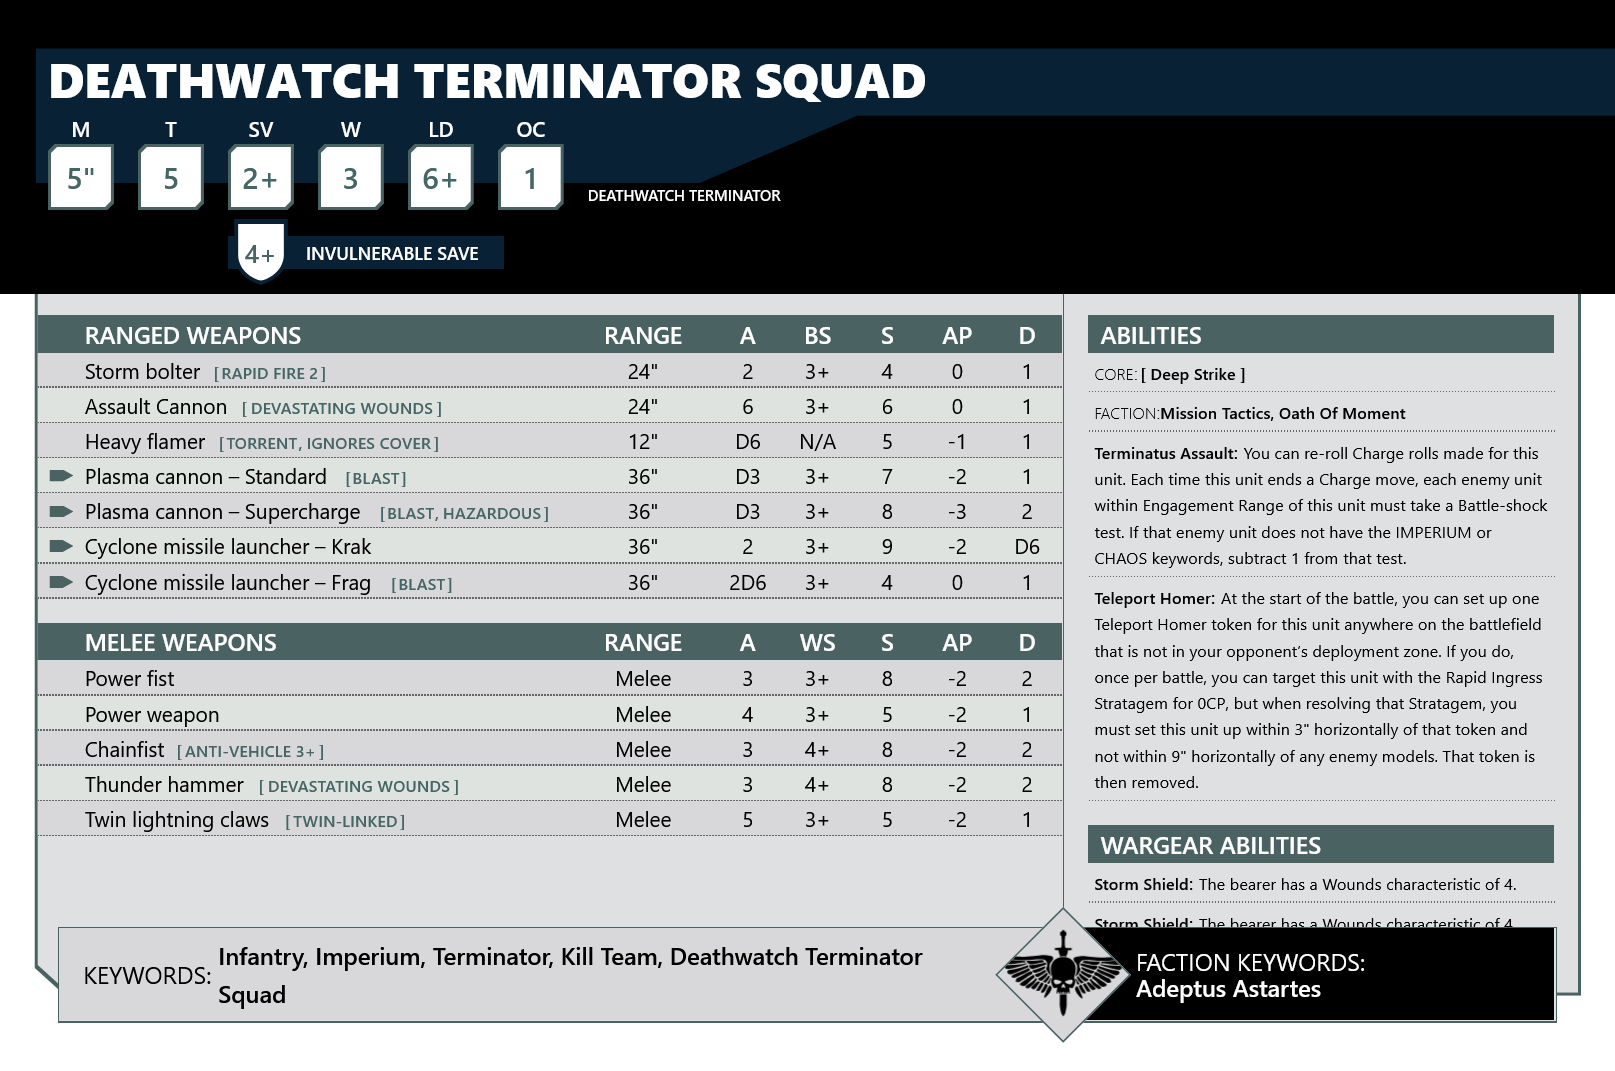 DEATHWATCH TERMINATOR SQUAD
M T SV W LD OC
5" 5 2+ 3 6+ 1
DEATHWATCH TERMINATOR
4+ INVULNERABLE SAVE
RANGED WEAPONS RANGE A BS S AP D
Storm bolter [RAPID FIRE 2] 24" 2 3+ 4 0 1
Assault Cannon [DEVASTATING WOUNDS] 24" 6 3+ 6 0 1
Heavy flamer [TORRENT, IGNORES COVER] 12" D6 N/A 5 -1 1
Plasma cannon – Standard [BLAST] 36" D3 3+ 7 -2 1
Plasma cannon – Supercharge [BLAST, HAZARDOUS] 36" D3 3+ 8 -3 2
Cyclone missile launcher – Krak 36" 2 3+ 9 -2 D6
Cyclone missile launcher – Frag [BLAST] 36" 2D6 3+ 4 0 1
MELEE WEAPONS RANGE A WS S AP D
Power fist Melee 3 3+ 8 -2 2
Power weapon Melee 4 3+ 5 -2 1
Chainfist [ANTI-VEHICLE 3+] Melee 3 4+ 8 -2 2
Thunder hammer [DEVASTATING WOUNDS] Melee 3 4+ 8 -2 2
Twin lightning claws [TWIN-LINKED] Melee 5 3+ 5 -2 1
ABILITIES
CORE: [ Deep Strike ]
FACTION:Mission Tactics, Oath Of Moment
Terminatus Assault: You can re-roll Charge rolls made for this
unit. Each time this unit ends a Charge move, each enemy unit
within Engagement Range of this unit must take a Battle-shock
test. If that enemy unit does not have the IMPERIUM or
CHAOS keywords, subtract 1 from that test.
Teleport Homer: At the start of the battle, you can set up one
Teleport Homer token for this unit anywhere on the battlefield
that is not in your opponent’s deployment zone. If you do,
once per battle, you can target this unit with the Rapid Ingress
Stratagem for 0CP, but when resolving that Stratagem, you
must set this unit up within 3" horizontally of that token and
not within 9" horizontally of any enemy models. That token is
then removed.
WARGEAR ABILITIES
Storm Shield: The bearer has a Wounds characteristic of 4.
Storm Shield: The bearer has a Wounds characteristic of 4.
KEYWORDS: Infantry, Imperium, Terminator, Kill Team, Deathwatch Terminator
Squad
FACTION KEYWORDS:
Adeptus Astartes